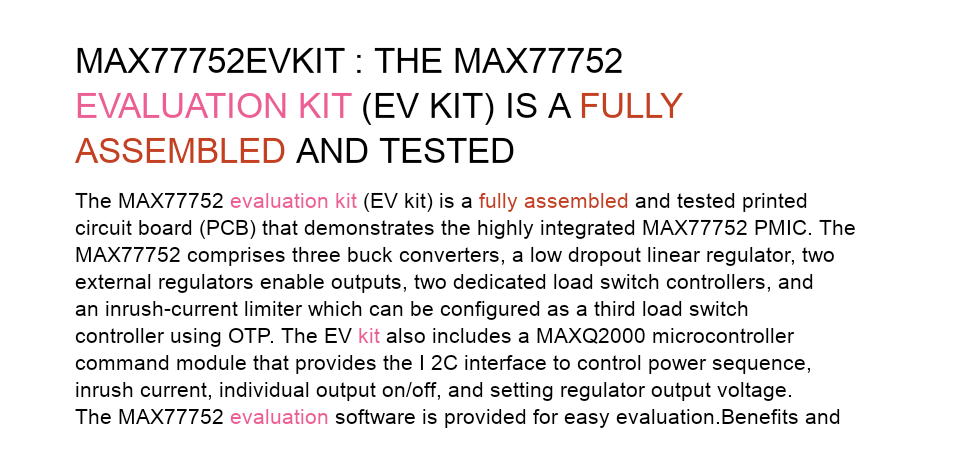 MAX77752EVKIT : THE MAX77752
EVALUATION KIT (EV KIT) IS A FULLY
ASSEMBLED AND TESTED
The MAX77752 evaluation kit (EV kit) is a fully assembled and tested printed
circuit board (PCB) that demonstrates the highly integrated MAX77752 PMIC. The
MAX77752 comprises three buck converters, a low dropout linear regulator, two
external regulators enable outputs, two dedicated load switch controllers, and
an inrush-current limiter which can be configured as a third load switch
controller using OTP. The EV kit also includes a MAXQ2000 microcontroller
command module that provides the I 2C interface to control power sequence,
inrush current, individual output on/off, and setting regulator output voltage.
The MAX77752 evaluation software is provided for easy evaluation.Benefits and